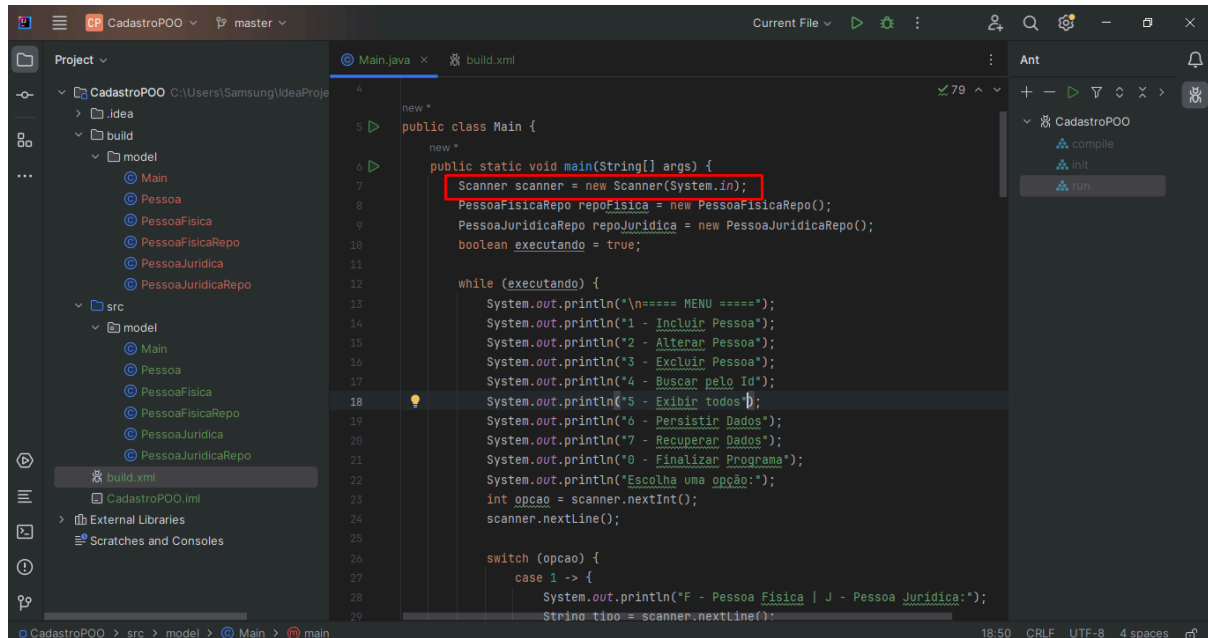 CP CadastroPOO master Current File
Project
Main.java
build.xml
Ant
CadastroPOO C:\Users\Samsung\IdeaProje
.idea
build
model
Main
Pessoa
PessoaFisica
PessoaFisicaRepo
PessoaJuridica
PessoaJuridicaRepo
src
model
Main
Pessoa
PessoaFisica
PessoaFisicaRepo
PessoaJuridica
PessoaJuridicaRepo
build.xml
CadastroPOO.iml
External Libraries
Scratches and Consoles
4
79
new *
5 public class Main {
new *
6 public static void main(String[] args) {
7 Scanner scanner = new Scanner(System.in);
8 PessoaFisicaRepo repoFisica = new PessoaFisicaRepo();
9 PessoaJuridicaRepo repoJuridica = new PessoaJuridicaRepo();
10 boolean executando = true;
11
12 while (executando) {
13 System.out.println("\n===== MENU =====");
14 System.out.println("1 - Incluir Pessoa");
15 System.out.println("2 - Alterar Pessoa");
16 System.out.println("3 - Excluir Pessoa");
17 System.out.println("4 - Buscar pelo Id");
18 System.out.println("5 - Exibir todos");
19 System.out.println("6 - Persistir Dados");
20 System.out.println("7 - Recuperar Dados");
21 System.out.println("0 - Finalizar Programa");
22 System.out.println("Escolha uma opção:");
23 int opcao = scanner.nextInt();
24 scanner.nextLine();
25
26 switch (opcao) {
27 case 1 -> {
28 System.out.println("F - Pessoa Física | J - Pessoa Jurídica:");
29 String tipo = scanner.nextLine();
CadastroPOO
compile
init
run
CadastroPOO > src > model > Main > main
18:50 CRLF UTF-8 4 spaces